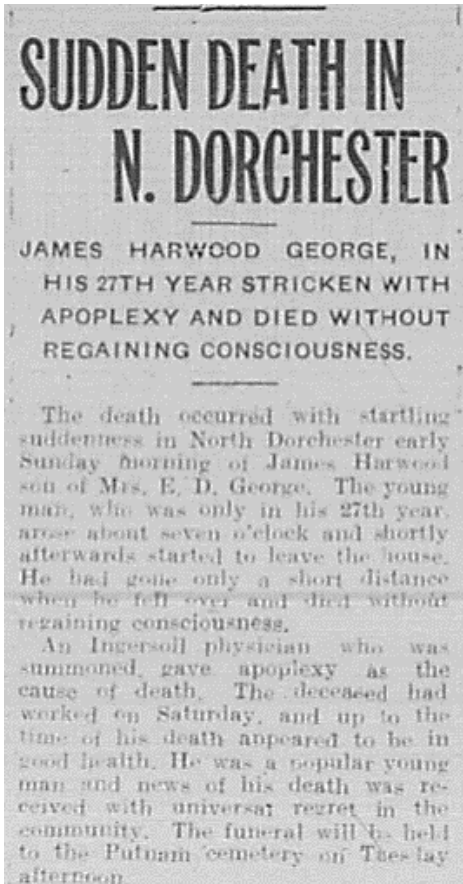 SUDDEN DEATH IN
N. DORCHESTER
JAMES HARWOOD GEORGE, IN
HIS 27TH YEAR STRICKEN WITH
APOPLEXY AND DIED WITHOUT
REGAINING CONSCIOUSNESS.
The death occurred with startling
suddenness in North Dorchester early
Sunday morning of James Harwood
son of Mrs. E. D. George. The young
man, who was only in his 27th year,
arose about seven o'clock and shortly
afterwards started to leave the house.
He had gone only a short distance
when he fell over and died without
regaining consciousness.
An Ingersoll physician who was
summoned, gave apoplexy as the
cause of death. The deceased had
worked on Saturday, and up to the
time of his death appeared to be in
good health. He was a popular young
man and news of his death was re-
ceived with universal regret in the
community. The funeral will be held
to the Putnam cemetery on Tuesday
afternoon